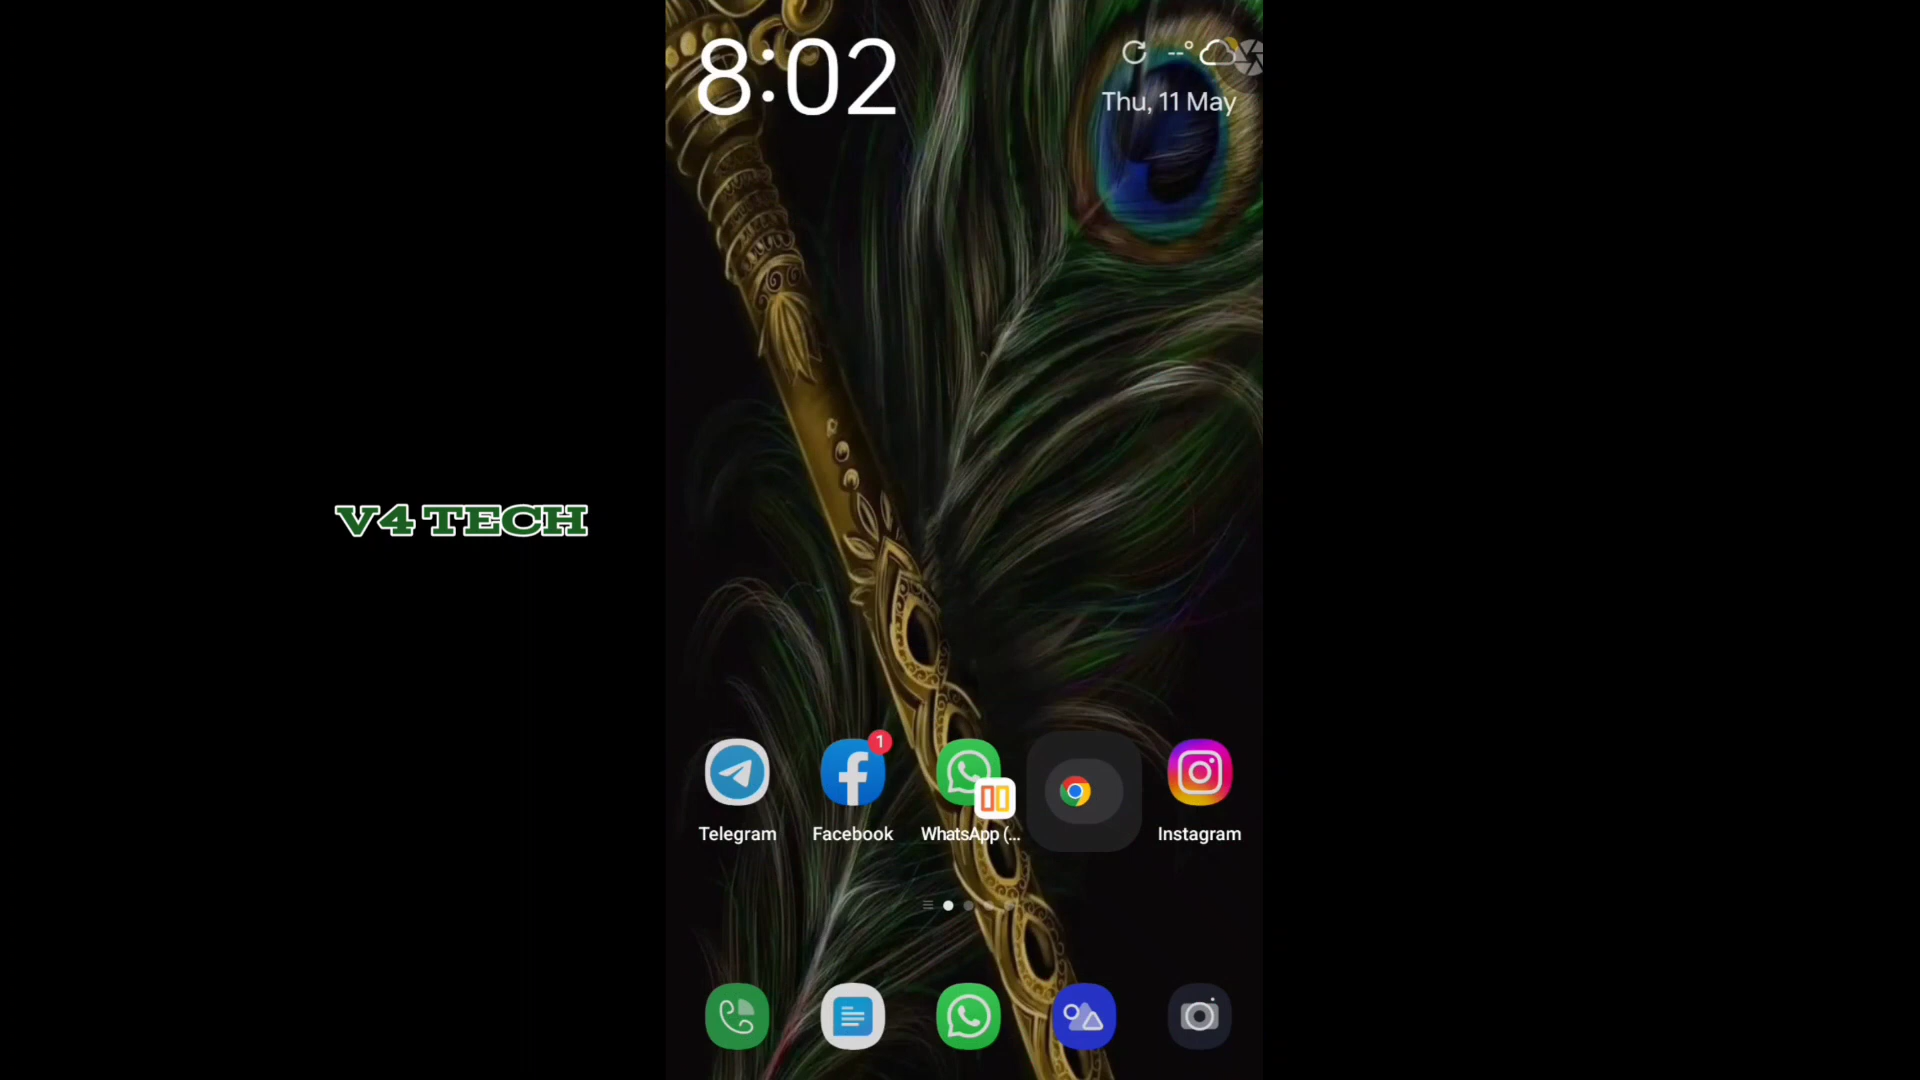 8:02
--°
Thu, 11 May
V4 TECH
1
Telegram
Facebook
WhatsApp (...
Instagram